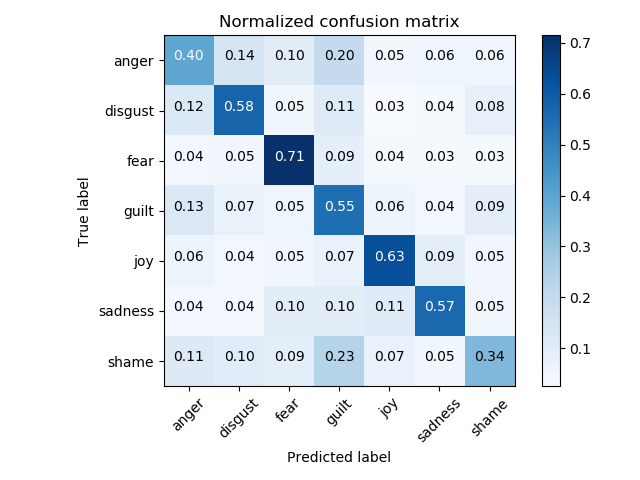 Normalized confusion matrix
True label
anger 0.40 0.14 0.10 0.20 0.05 0.06 0.06
disgust 0.12 0.58 0.05 0.11 0.03 0.04 0.08
fear 0.04 0.05 0.71 0.09 0.04 0.03 0.03
guilt 0.13 0.07 0.05 0.55 0.06 0.04 0.09
joy 0.06 0.04 0.05 0.07 0.63 0.09 0.05
sadness 0.04 0.04 0.10 0.10 0.11 0.57 0.05
shame 0.11 0.10 0.09 0.23 0.07 0.05 0.34
anger disgust fear guilt joy sadness shame
Predicted label
0.7
0.6
0.5
0.4
0.3
0.2
0.1